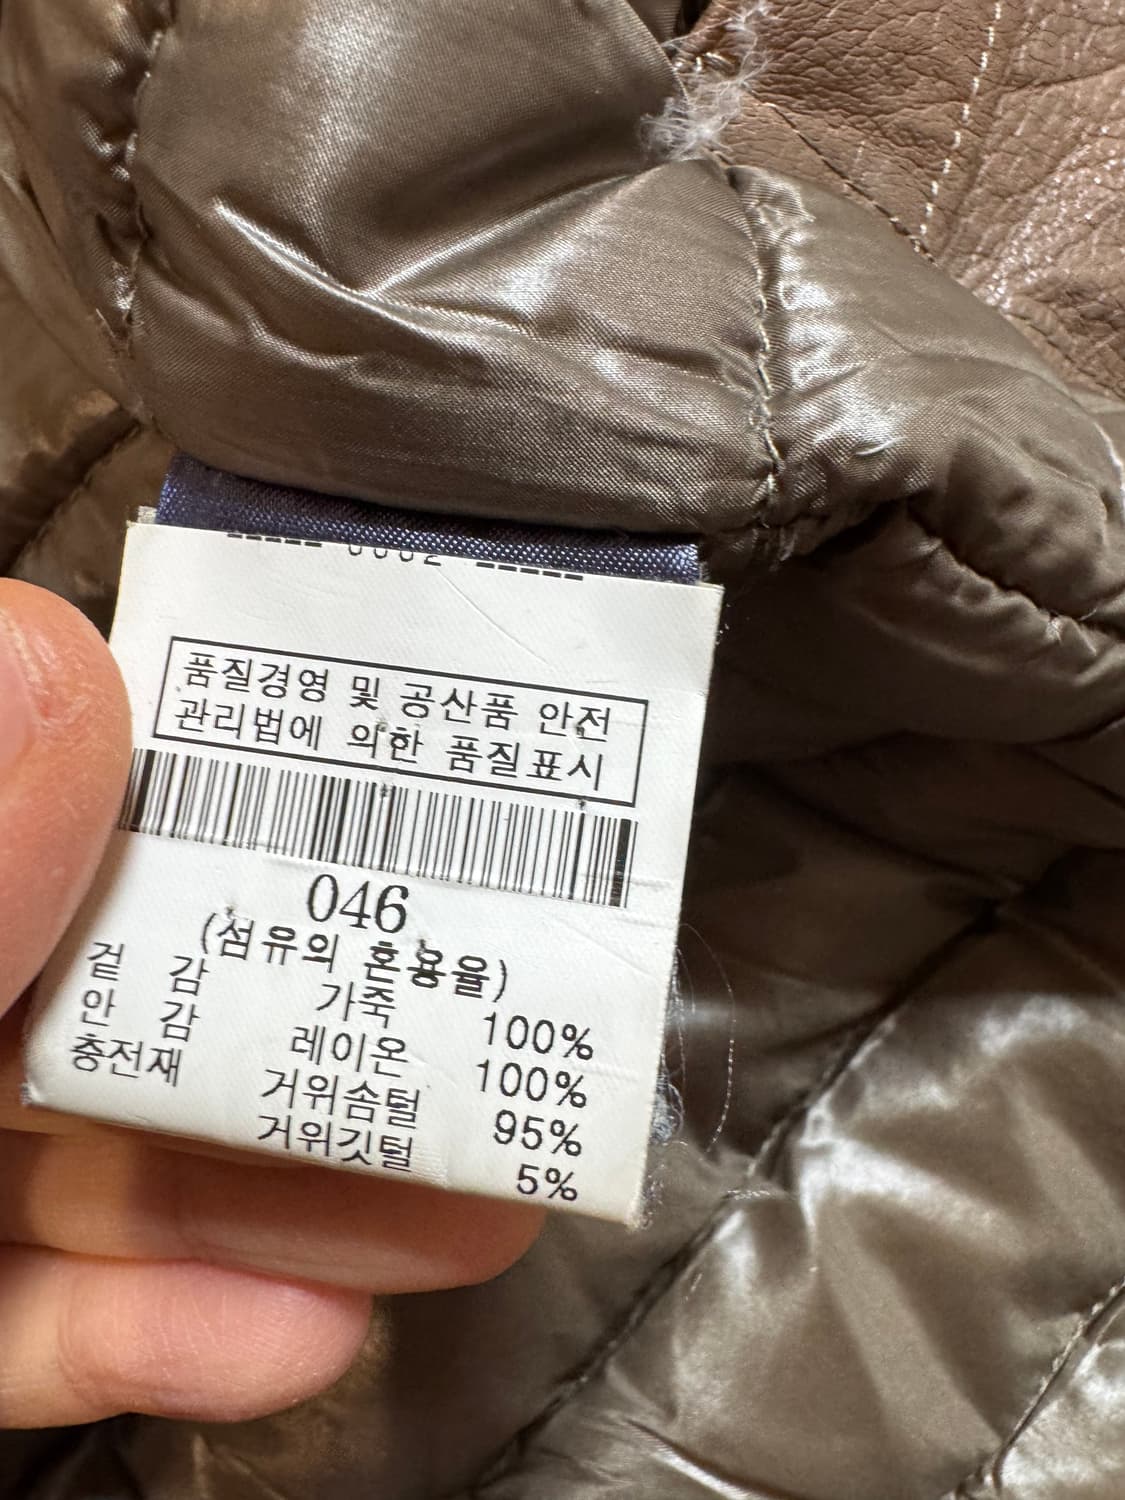 품질경영 및 공산품 안전
관리법에 의한 품질표시
046
(섬유의 혼용율)
겉 감 가죽 100%
안 감 레이온 100%
충전재 거위솜털 95%
거위깃털 5%